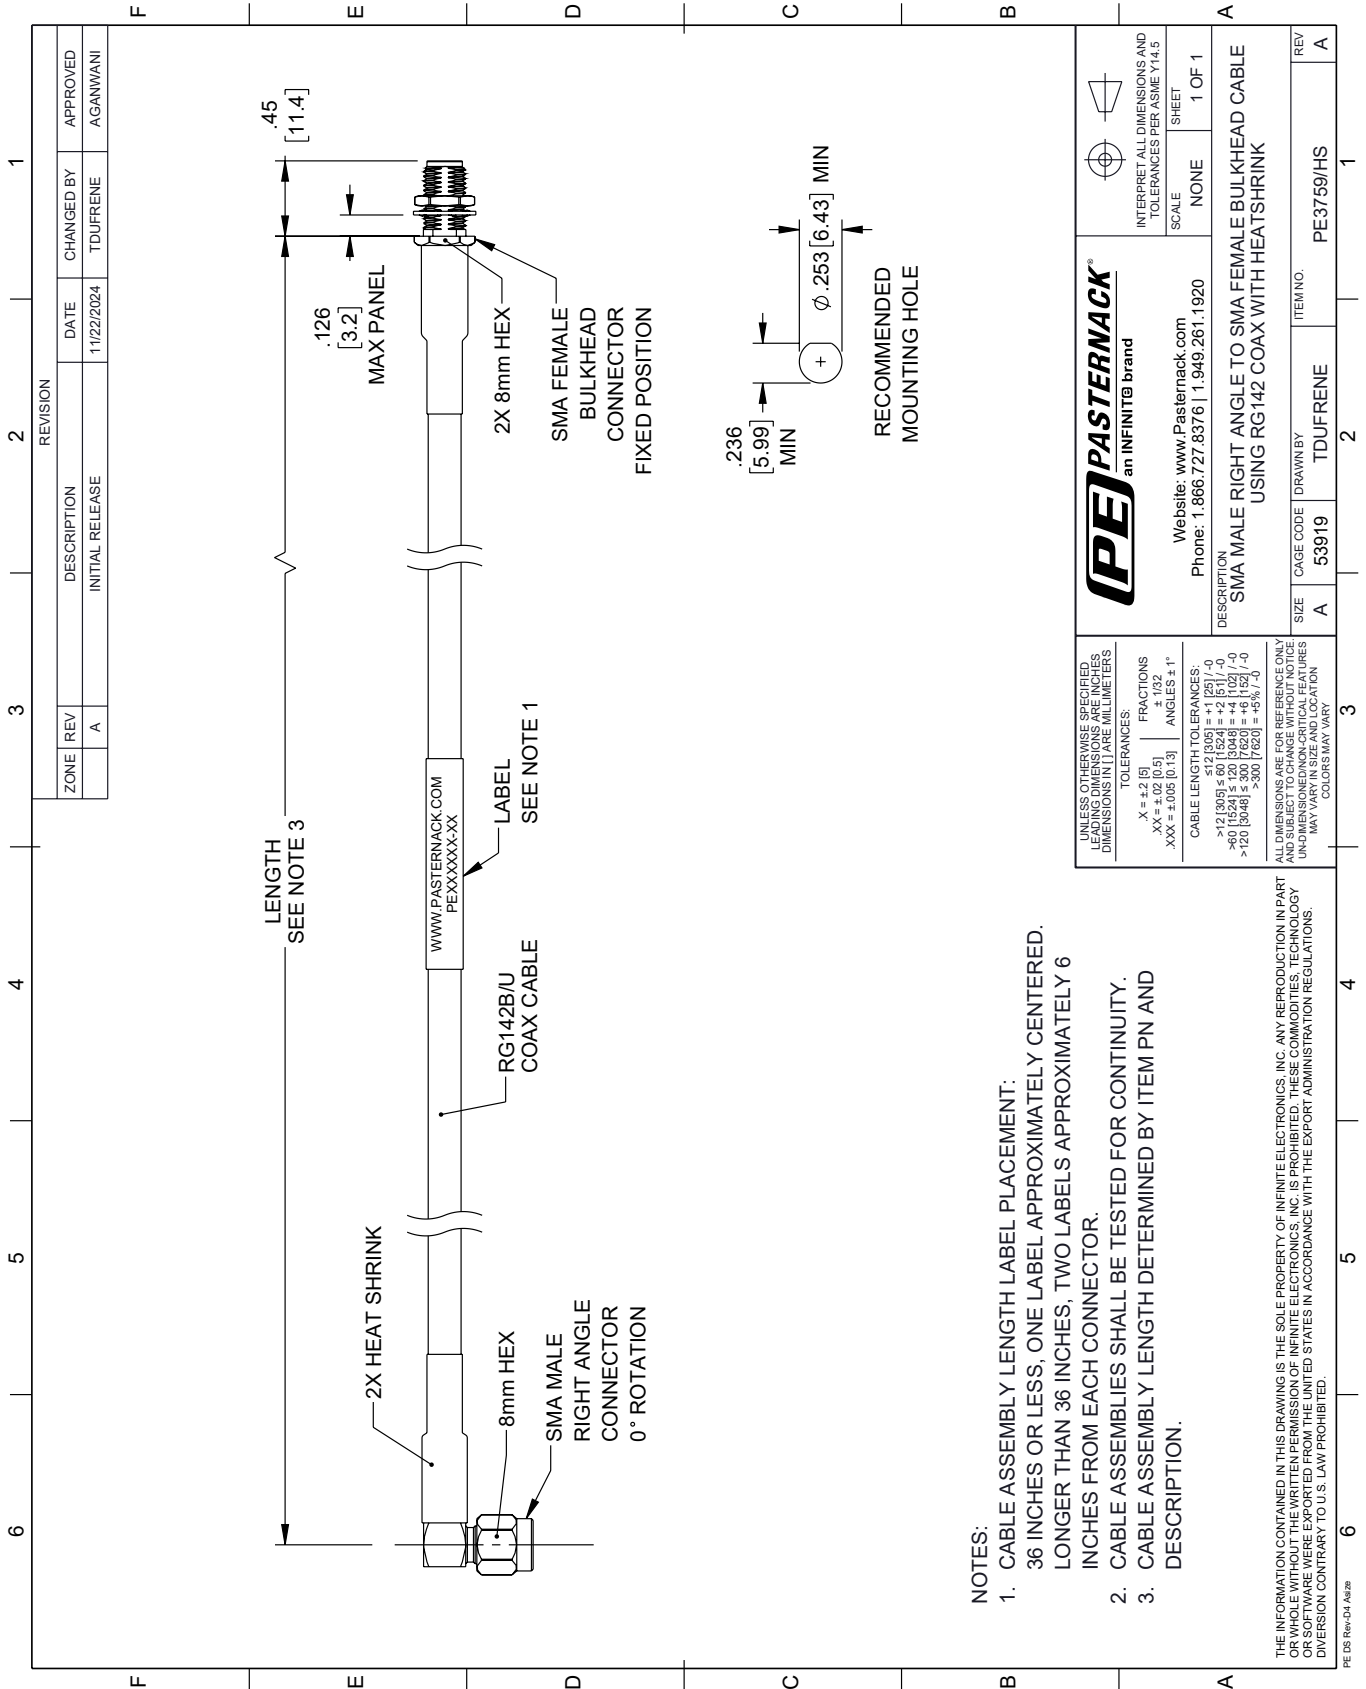 REVISION
ZONE REV DESCRIPTION DATE CHANGED BY APPROVED
A INITIAL RELEASE 11/22/2024 TDUFRENE AGANWANI
6 5 4 3 2 1
F
E
D
C
B
A
LENGTH
SEE NOTE 3
.45
[11.4]
.126
[3.2]
MAX PANEL
2X HEAT SHRINK
WWW.PASTERNACK.COM
PEXXXXXX-XX
8mm HEX
SMA MALE
RIGHT ANGLE
CONNECTOR
0° ROTATION
RG142B/U
COAX CABLE
LABEL
SEE NOTE 1
2X 8mm HEX
SMA FEMALE
BULKHEAD
CONNECTOR
FIXED POSITION
.236
[5.99]
MIN
Ø.253 [6.43] MIN
RECOMMENDED
MOUNTING HOLE
NOTES:
1. CABLE ASSEMBLY LENGTH LABEL PLACEMENT:
36 INCHES OR LESS, ONE LABEL APPROXIMATELY CENTERED.
LONGER THAN 36 INCHES, TWO LABELS APPROXIMATELY 6
INCHES FROM EACH CONNECTOR.
2. CABLE ASSEMBLIES SHALL BE TESTED FOR CONTINUITY.
3. CABLE ASSEMBLY LENGTH DETERMINED BY ITEM PN AND
DESCRIPTION.
THE INFORMATION CONTAINED IN THIS DRAWING IS THE SOLE PROPERTY OF INFINITE ELECTRONICS, INC. ANY REPRODUCTION IN PART
OR WHOLE WITHOUT THE WRITTEN PERMISSION OF INFINITE ELECTRONICS, INC. IS PROHIBITED. THESE COMMODITIES, TECHNOLOGY
OR SOFTWARE WERE EXPORTED FROM THE UNITED STATES IN ACCORDANCE WITH THE EXPORT ADMINISTRATION REGULATIONS.
DIVERSION CONTRARY TO U.S. LAW PROHIBITED.
UNLESS OTHERWISE SPECIFIED
LEADING DIMENSIONS ARE INCHES
DIMENSIONS IN [ ] ARE MILLIMETERS
TOLERANCES:
.X = ±.2 [5] FRACTIONS
.XX = ±.02 [0.5] ± 1/32
.XXX = ±.005 [0.13] ANGLES ± 1°
CABLE LENGTH TOLERANCES:
≤12 [305] = +1 [25] / -0
>12 [305] ≤ 60 [1524] = +2 [51] / -0
>60 [1524] ≤ 120 [3048] = +4 [102] / -0
>120 [3048] ≤ 300 [7620] = +6 [152] / -0
>300 [7620] = +5% / -0
ALL DIMENSIONS ARE FOR REFERENCE ONLY
AND SUBJECT TO CHANGE WITHOUT NOTICE.
UN-DIMENSIONED/NON-CRITICAL FEATURES
MAY VARY IN SIZE AND LOCATION
COLORS MAY VARY
PE PASTERNACK®
an INFINIT@ brand
Website: www.Pasternack.com
Phone: 1.866.727.8376 | 1.949.261.1920
INTERPRET ALL DIMENSIONS AND
TOLERANCES PER ASME Y14.5
SCALE NONE SHEET 1 OF 1
DESCRIPTION
SMA MALE RIGHT ANGLE TO SMA FEMALE BULKHEAD CABLE
USING RG142 COAX WITH HEATSHRINK
SIZE A CAGE CODE 53919 DRAWN BY TDUFRENE ITEM NO. PE3759/HS REV A
6 5 4 3 2 1
F
E
D
C
B
A
PE DS Rev-D4 Asize